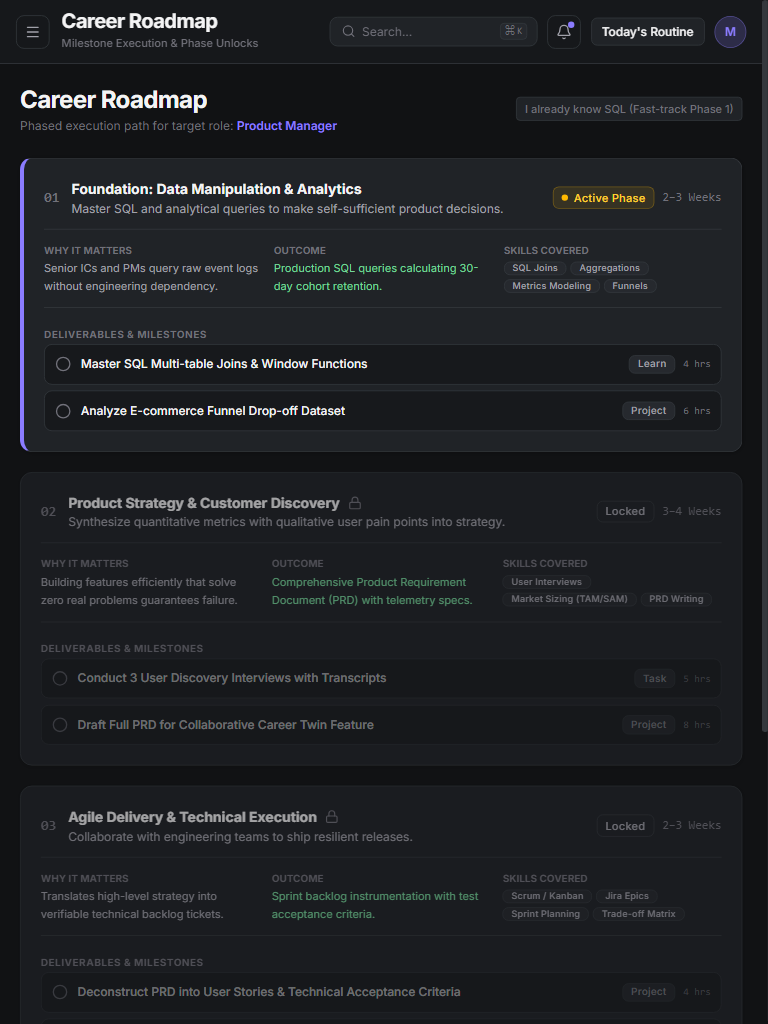 Career Roadmap
Milestone Execution & Phase Unlocks
Search...
⌘K
Today's Routine
M
Career Roadmap
Phased execution path for target role: Product Manager
I already know SQL (Fast-track Phase 1)
01
Foundation: Data Manipulation & Analytics
Master SQL and analytical queries to make self-sufficient product decisions.
Active Phase
2–3 Weeks
WHY IT MATTERS
Senior ICs and PMs query raw event logs
without engineering dependency.
OUTCOME
Production SQL queries calculating 30-
day cohort retention.
SKILLS COVERED
SQL Joins
Aggregations
Metrics Modeling
Funnels
DELIVERABLES & MILESTONES
Master SQL Multi-table Joins & Window Functions
Learn
4 hrs
Analyze E-commerce Funnel Drop-off Dataset
Project
6 hrs
02
Product Strategy & Customer Discovery
Synthesize quantitative metrics with qualitative user pain points into strategy.
Locked
3–4 Weeks
WHY IT MATTERS
Building features efficiently that solve
zero real problems guarantees failure.
OUTCOME
Comprehensive Product Requirement
Document (PRD) with telemetry specs.
SKILLS COVERED
User Interviews
Market Sizing (TAM/SAM)
PRD Writing
DELIVERABLES & MILESTONES
Conduct 3 User Discovery Interviews with Transcripts
Task
5 hrs
Draft Full PRD for Collaborative Career Twin Feature
Project
8 hrs
03
Agile Delivery & Technical Execution
Collaborate with engineering teams to ship resilient releases.
Locked
2–3 Weeks
WHY IT MATTERS
Translates high-level strategy into
verifiable technical backlog tickets.
OUTCOME
Sprint backlog instrumentation with test
acceptance criteria.
SKILLS COVERED
Scrum / Kanban
Jira Epics
Sprint Planning
Trade-off Matrix
DELIVERABLES & MILESTONES
Deconstruct PRD into User Stories & Technical Acceptance Criteria
Project
4 hrs